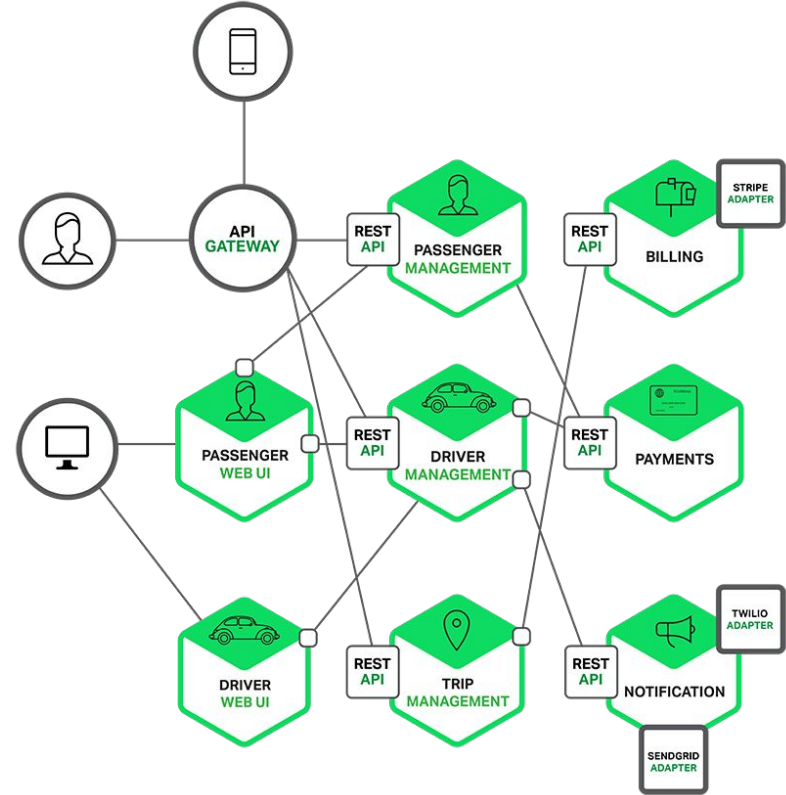 API
GATEWAY
REST
API
PASSENGER
MANAGEMENT
REST
API
BILLING
STRIPE
ADAPTER
PASSENGER
WEB UI
REST
API
DRIVER
MANAGEMENT
REST
API
PAYMENTS
DRIVER
WEB UI
REST
API
TRIP
MANAGEMENT
REST
API
NOTIFICATION
TWILIO
ADAPTER
SENDGRID
ADAPTER